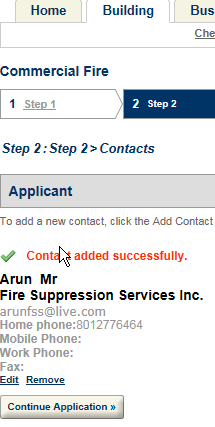 Home Building Bus
Che
Commercial Fire
1 Step 1 2 Step 2
Step 2 : Step 2 > Contacts
Applicant
To add a new contact, click the Add Contact
Contact added successfully.
Arun Mr
Fire Suppression Services Inc.
arunfss@live.com
Home phone:8012776464
Mobile Phone:
Work Phone:
Fax:
Edit Remove
Continue Application »